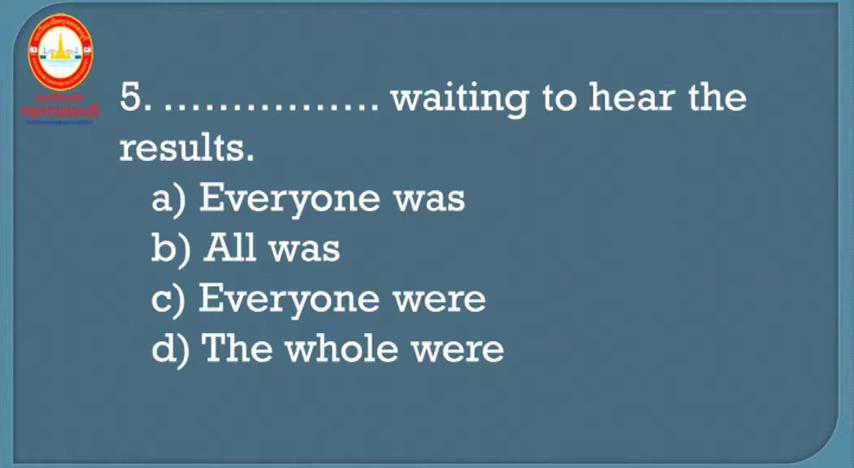 5. ................ waiting to hear the
results.
a) Everyone was
b) All was
c) Everyone were
d) The whole were